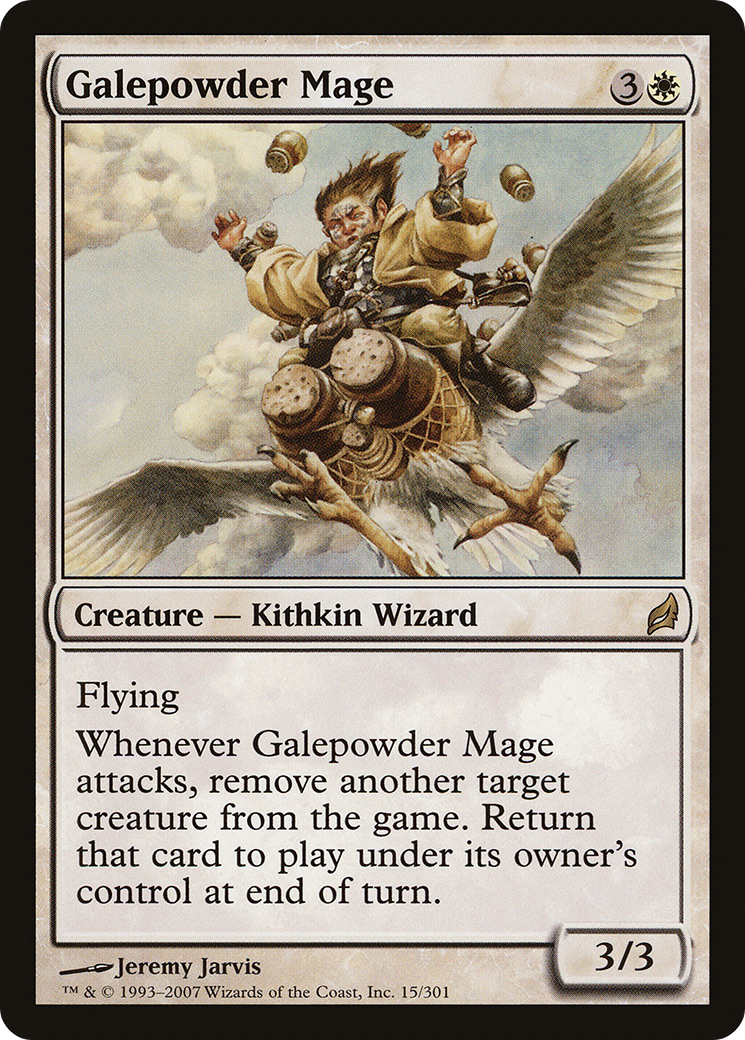 Galepowder Mage 3
Creature — Kithkin Wizard
Flying
Whenever Galepowder Mage
attacks, remove another target
creature from the game. Return
that card to play under its owner's
control at end of turn.
3/3
Jeremy Jarvis
™ & © 1993–2007 Wizards of the Coast, Inc. 15/301